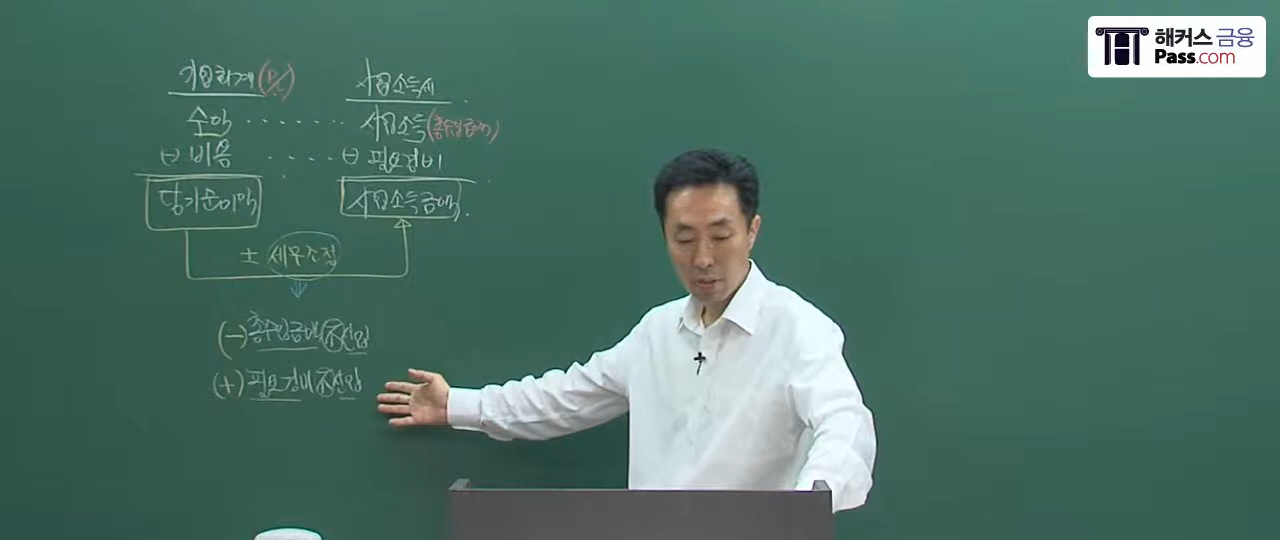 해커스 금융
Pass.com
기업회계 (P/L) 사업소득세
수익 ········ 사업소득 (총수입금액)
(-) 비용 ····· (-) 필요경비
당기순이익 사업소득금액
± 세무조정
(-) 총수입금액 不산입
(+) 필요경비 不산입